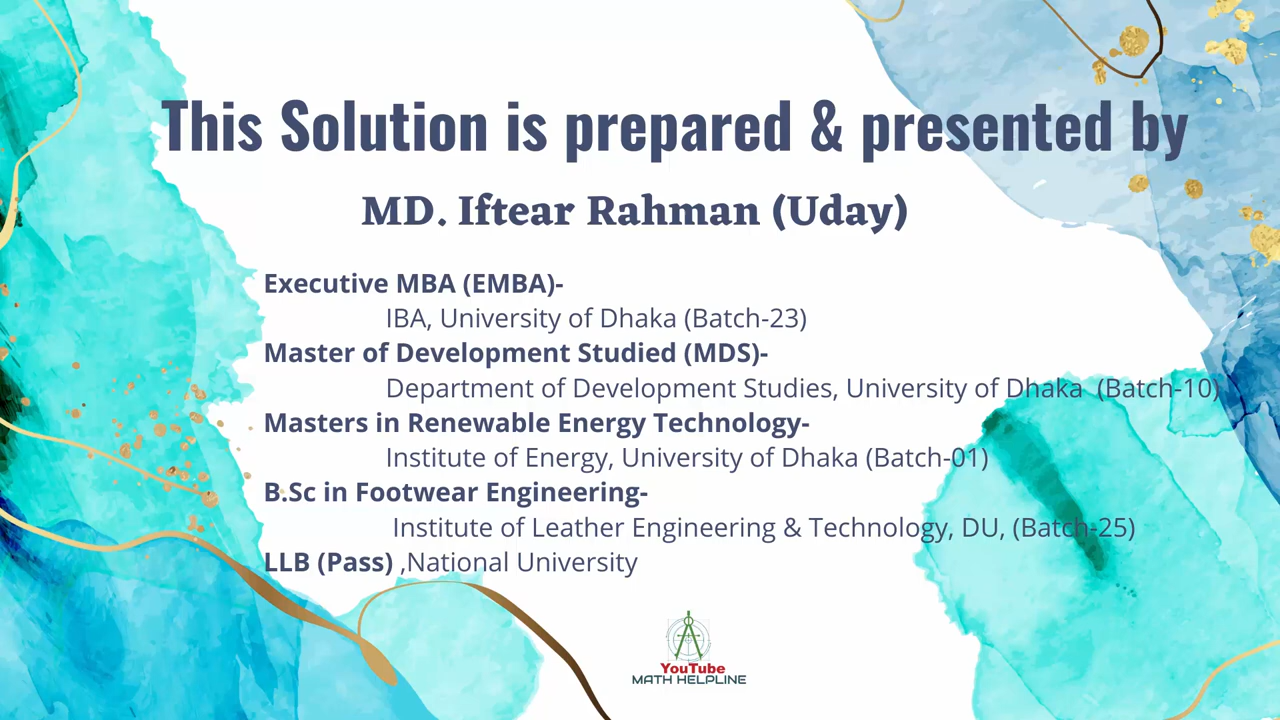 This Solution is prepared & presented by
MD. Iftear Rahman (Uday)
Executive MBA (EMBA)-
IBA, University of Dhaka (Batch-23)
Master of Development Studied (MDS)-
Department of Development Studies, University of Dhaka (Batch-10)
Masters in Renewable Energy Technology-
Institute of Energy, University of Dhaka (Batch-01)
B.Sc in Footwear Engineering-
Institute of Leather Engineering & Technology, DU, (Batch-25)
LLB (Pass) ,National University
YouTube
MATH HELPLINE